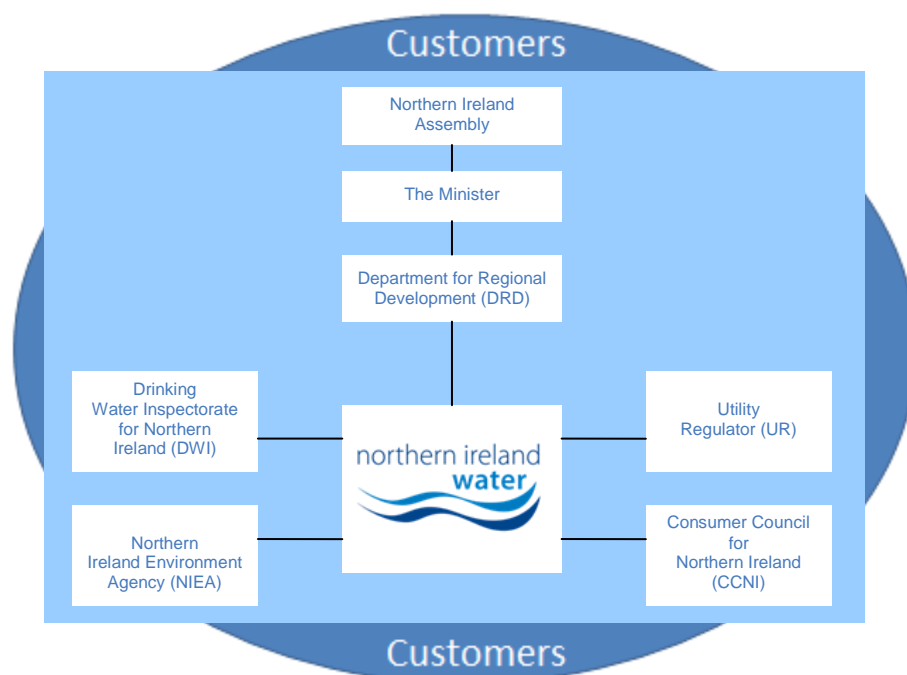 Customers
Northern Ireland
Assembly
The Minister
Department for Regional
Development (DRD)
Drinking
Water Inspectorate
for Northern
Ireland (DWI)
Utility
Regulator (UR)
northern ireland
water
Northern
Ireland Environment
Agency (NIEA)
Consumer Council
for
Northern Ireland
(CCNI)
Customers